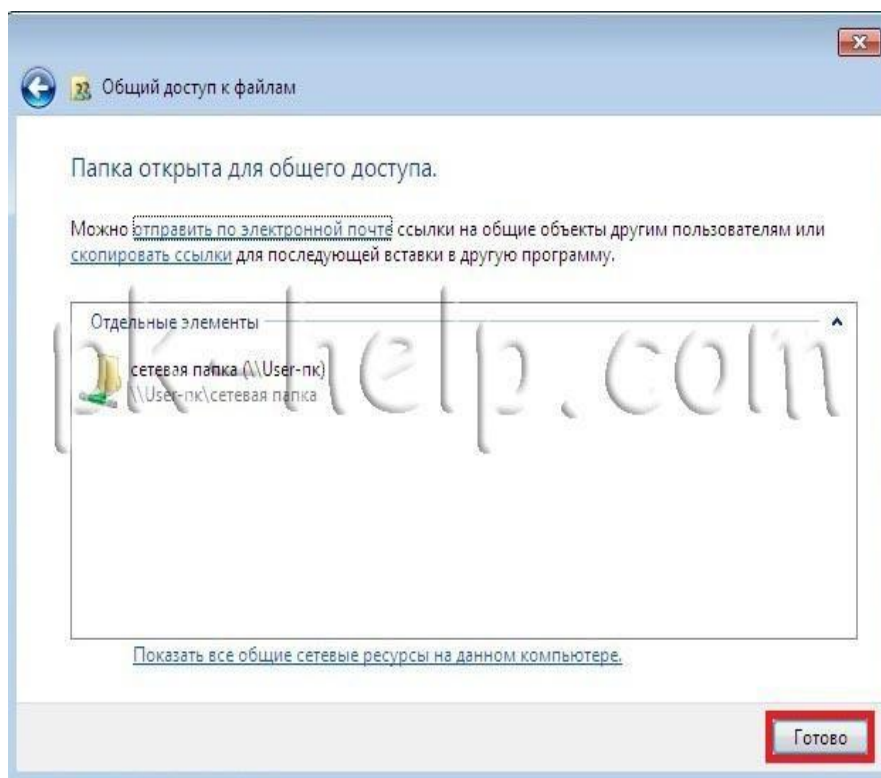 Общий доступ к файлам
Папка открыта для общего доступа.
Можно отправить по электронной почте ссылки на общие объекты другим пользователям или
скопировать ссылки для последующей вставки в другую программу.
Отдельные элементы
сетевая папка (\\User-пк)
\\User-пк\сетевая папка
pk-help.com
Показать все общие сетевые ресурсы на данном компьютере.
Готово